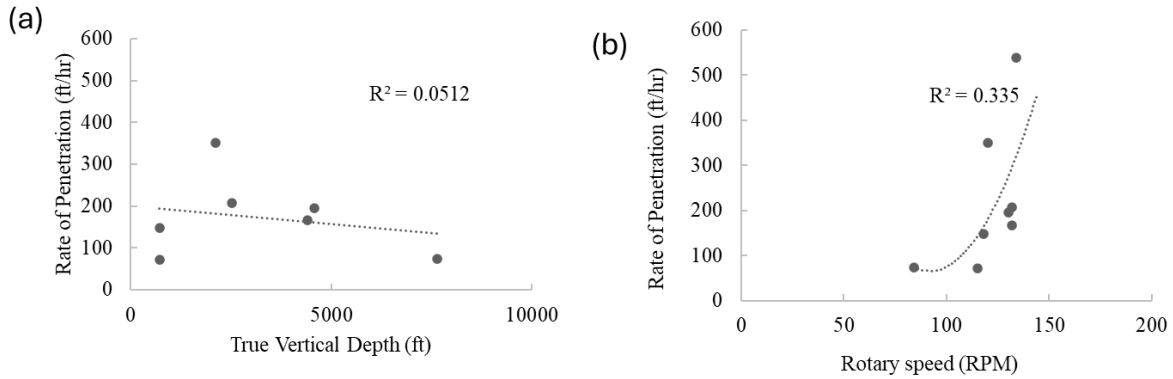 (a)
600
500
400
300
200
100
0
Rate of Penetration (ft/hr)
R² = 0.0512
0
5000
10000
True Vertical Depth (ft)
(b)
600
500
400
300
200
100
0
Rate of Penetration (ft/hr)
R² = 0.335
0
50
100
150
200
Rotary speed (RPM)